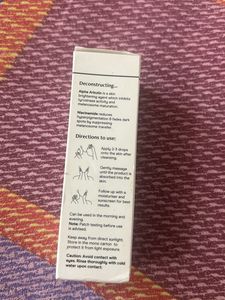 Deconstructing...
Alpha Arbutin is a skin
brightening agent which inhibits
tyrosinase activity and
melanosome maturation.
Niacinamide reduces
hyperpigmentation & fades dark
spots by suppressing
melanosome transfer.
Directions to use:
Apply 2-3 drops
onto the skin after
cleansing.
Gently massage
until the product is
absorbed into the
skin.
Follow up with a
moisturiser and
sunscreen for best
results.
Can be used in the morning and
evening.
Note: Patch testing before use
is advised.
Keep away from direct sunlight.
Store in the mono carton to
protect it from light exposure.
Caution: Avoid contact with
eyes. Rinse thoroughly with cold
water upon contact.